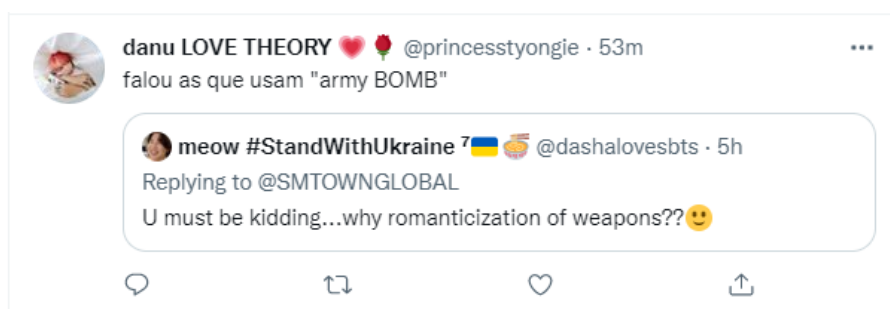 danu LOVE THEORY 💗🌹 @princesstyongie · 53m
falou as que usam "army BOMB"
meow #StandWithUkraine ⁷🇺🇦🍜 @dashalovesbts · 5h
Replying to @SMTOWNGLOBAL
U must be kidding...why romanticization of weapons??🙂